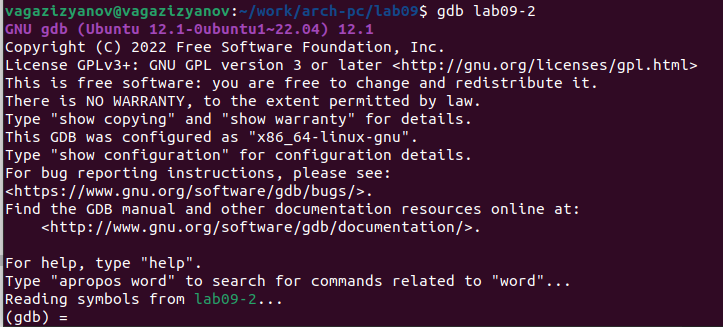 vagazizyanov@vagazizyanov:~/work/arch-pc/lab09$ gdb lab09-2
GNU gdb (Ubuntu 12.1-0ubuntu1~22.04) 12.1
Copyright (C) 2022 Free Software Foundation, Inc.
License GPLv3+: GNU GPL version 3 or later <http://gnu.org/licenses/gpl.html>
This is free software: you are free to change and redistribute it.
There is NO WARRANTY, to the extent permitted by law.
Type "show copying" and "show warranty" for details.
This GDB was configured as "x86_64-linux-gnu".
Type "show configuration" for configuration details.
For bug reporting instructions, please see:
<https://www.gnu.org/software/gdb/bugs/>.
Find the GDB manual and other documentation resources online at:
    <http://www.gnu.org/software/gdb/documentation/>.

For help, type "help".
Type "apropos word" to search for commands related to "word"...
Reading symbols from lab09-2...
(gdb) =